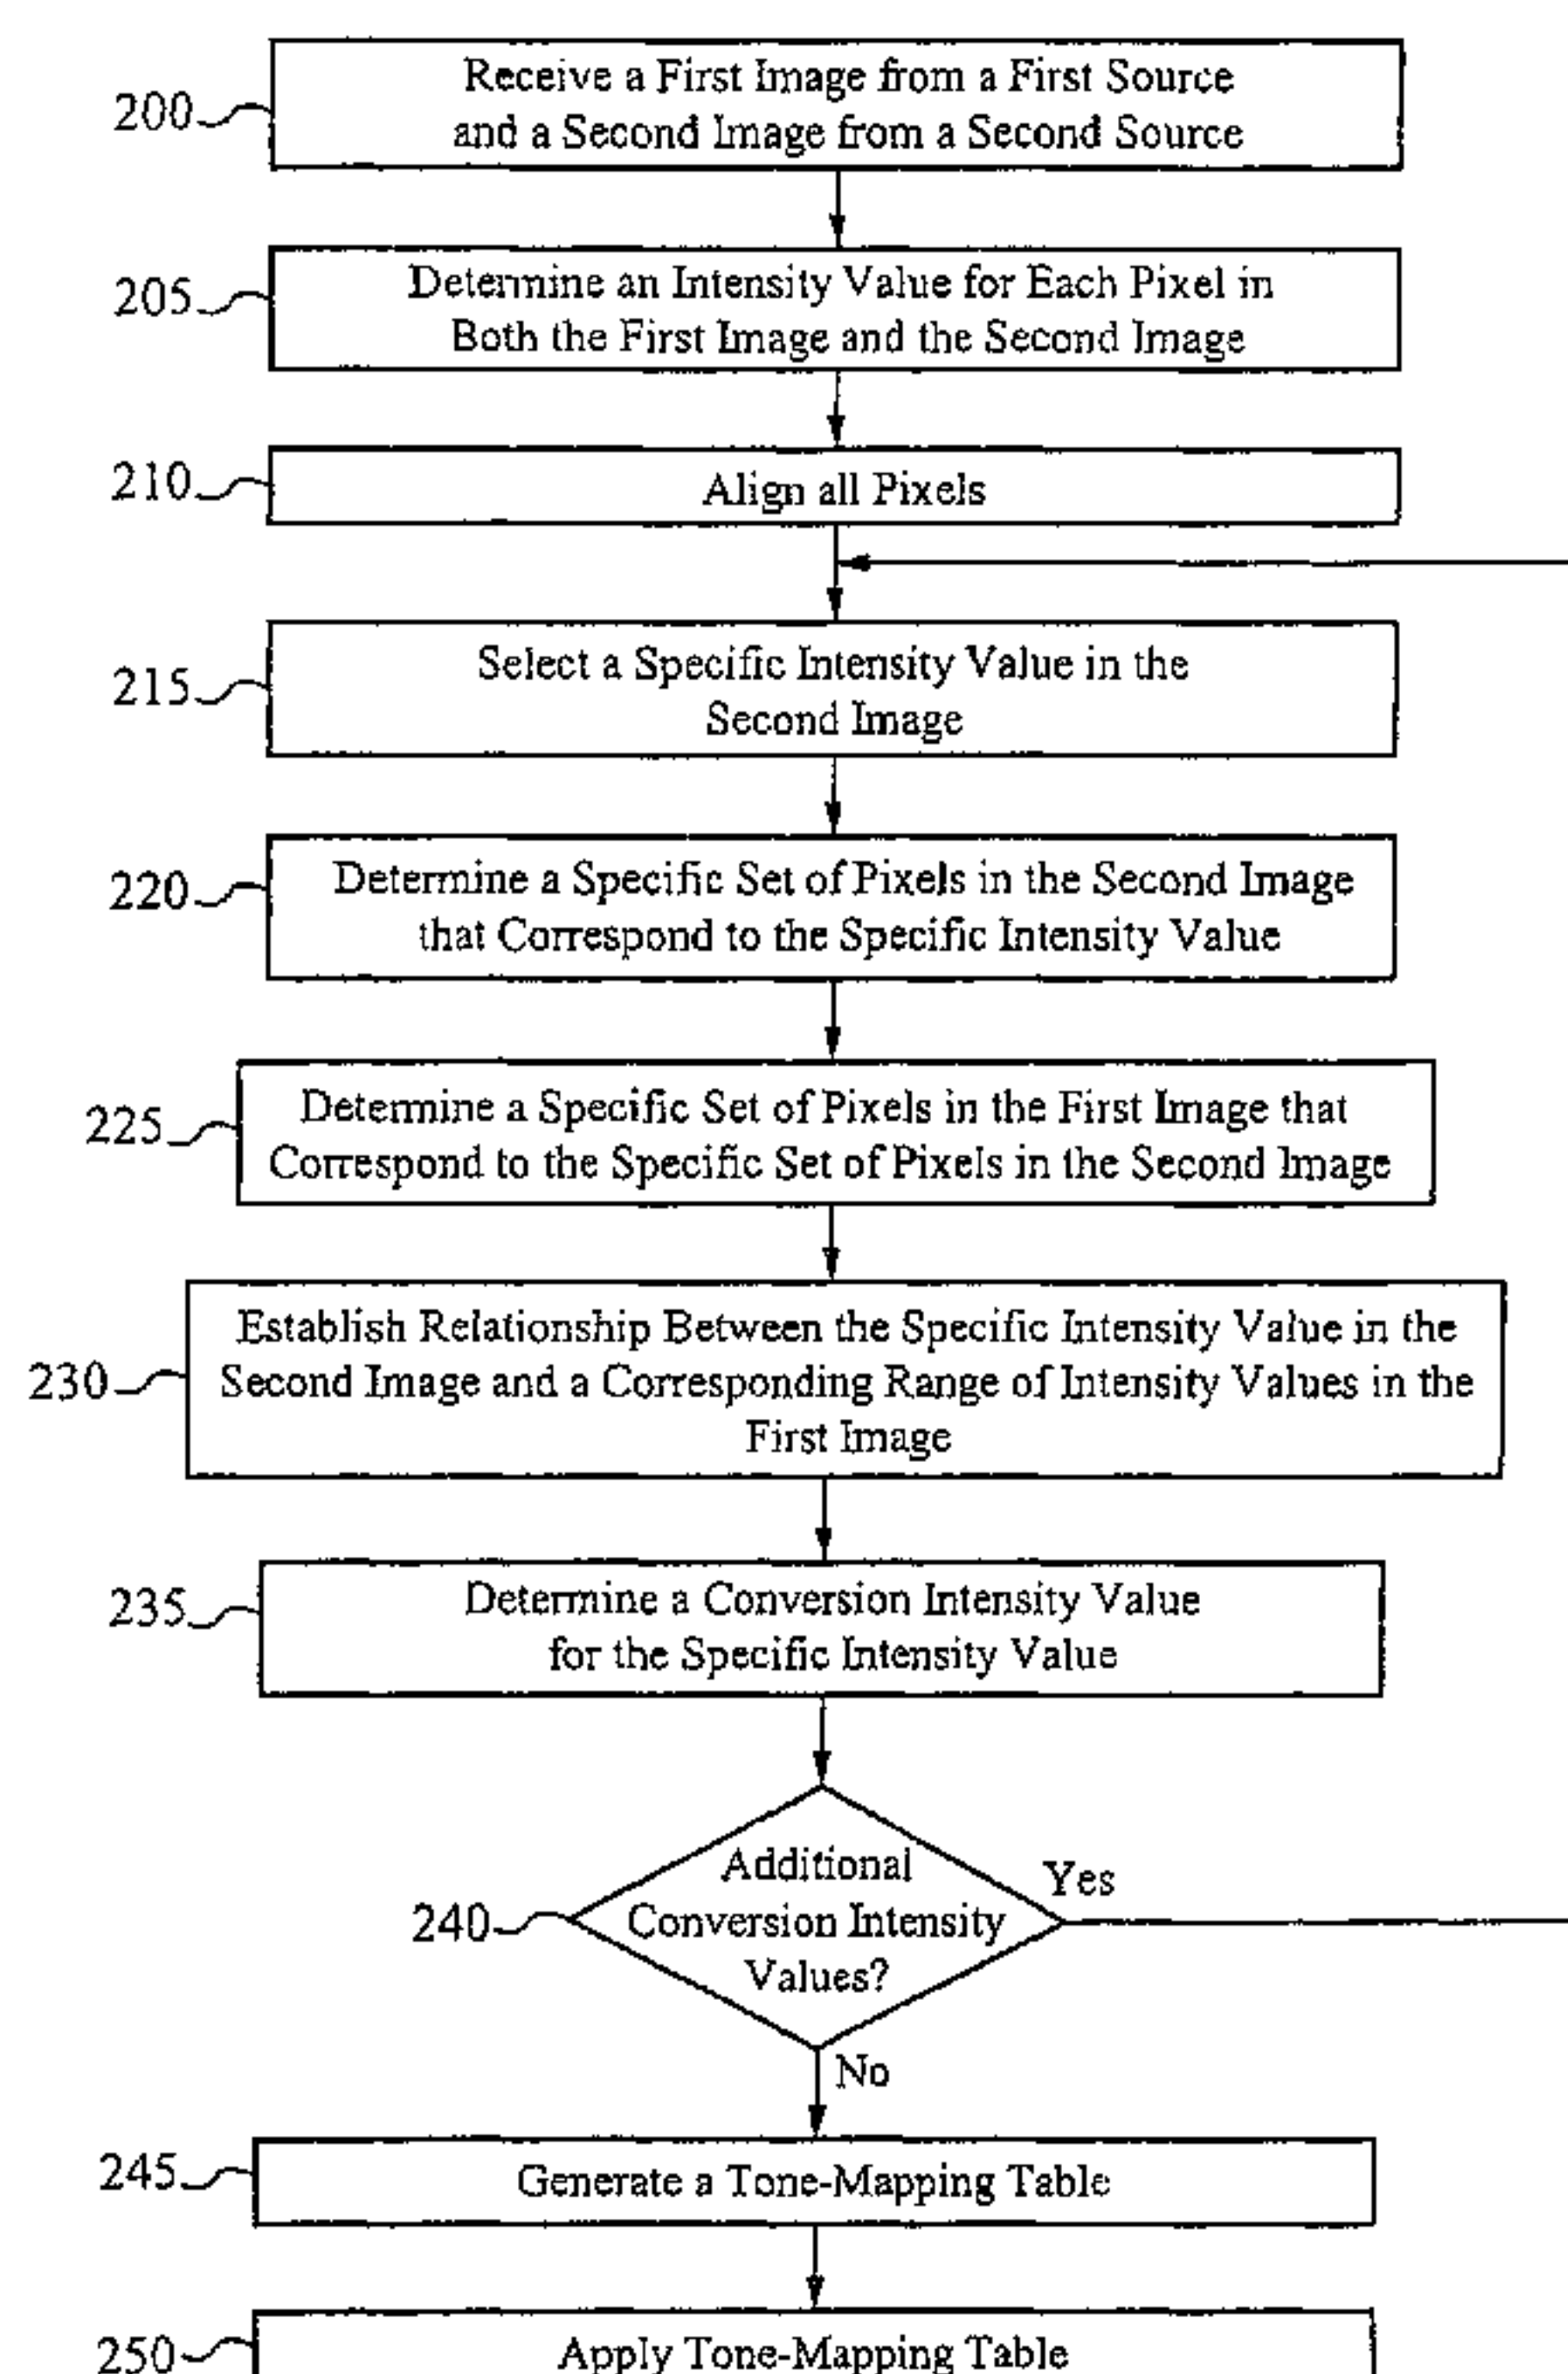 200
Receive a First Image from a First Source
and a Second Image from a Second Source
205
Determine an Intensity Value for Each Pixel in
Both the First Image and the Second Image
210
Align all Pixels
215
Select a Specific Intensity Value in the
Second Image
220
Determine a Specific Set of Pixels in the Second Image
that Correspond to the Specific Intensity Value
225
Determine a Specific Set of Pixels in the First Image that
Correspond to the Specific Set of Pixels in the Second Image
230
Establish Relationship Between the Specific Intensity Value in the
Second Image and a Corresponding Range of Intensity Values in the
First Image
235
Determine a Conversion Intensity Value
for the Specific Intensity Value
240
Additional
Conversion Intensity
Values?
Yes
No
245
Generate a Tone-Mapping Table
250
Apply Tone-Mapping Table